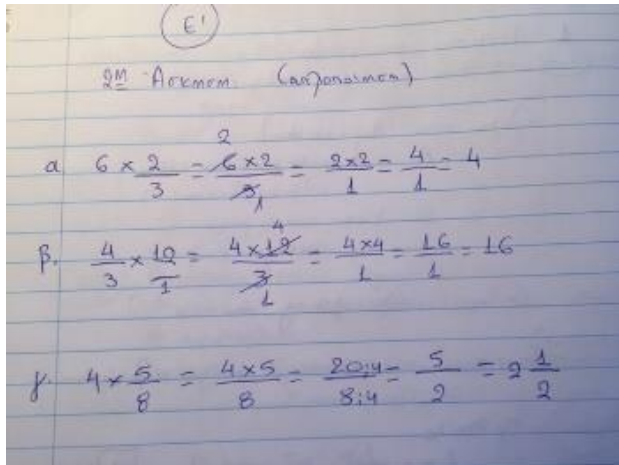 Ε'
2η Άσκηση
α 6 × 2/3 = 6×2/3 = 2×2/1 = 4/1 = 4
β. 4/3 × 12/1 = 4×12/3 = 4×4/1 = 16/1 = 16
γ. 4 × 5/8 = 4×5/8 = 20:4/8:4 = 5/2 = 2 1/2